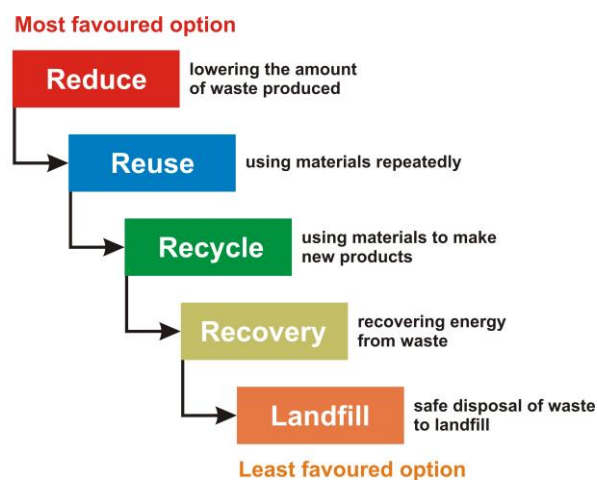 Most favoured option
Reduce
lowering the amount
of waste produced
Reuse
using materials repeatedly
Recycle
using materials to make
new products
Recovery
recovering energy
from waste
Landfill
safe disposal of waste
to landfill
Least favoured option